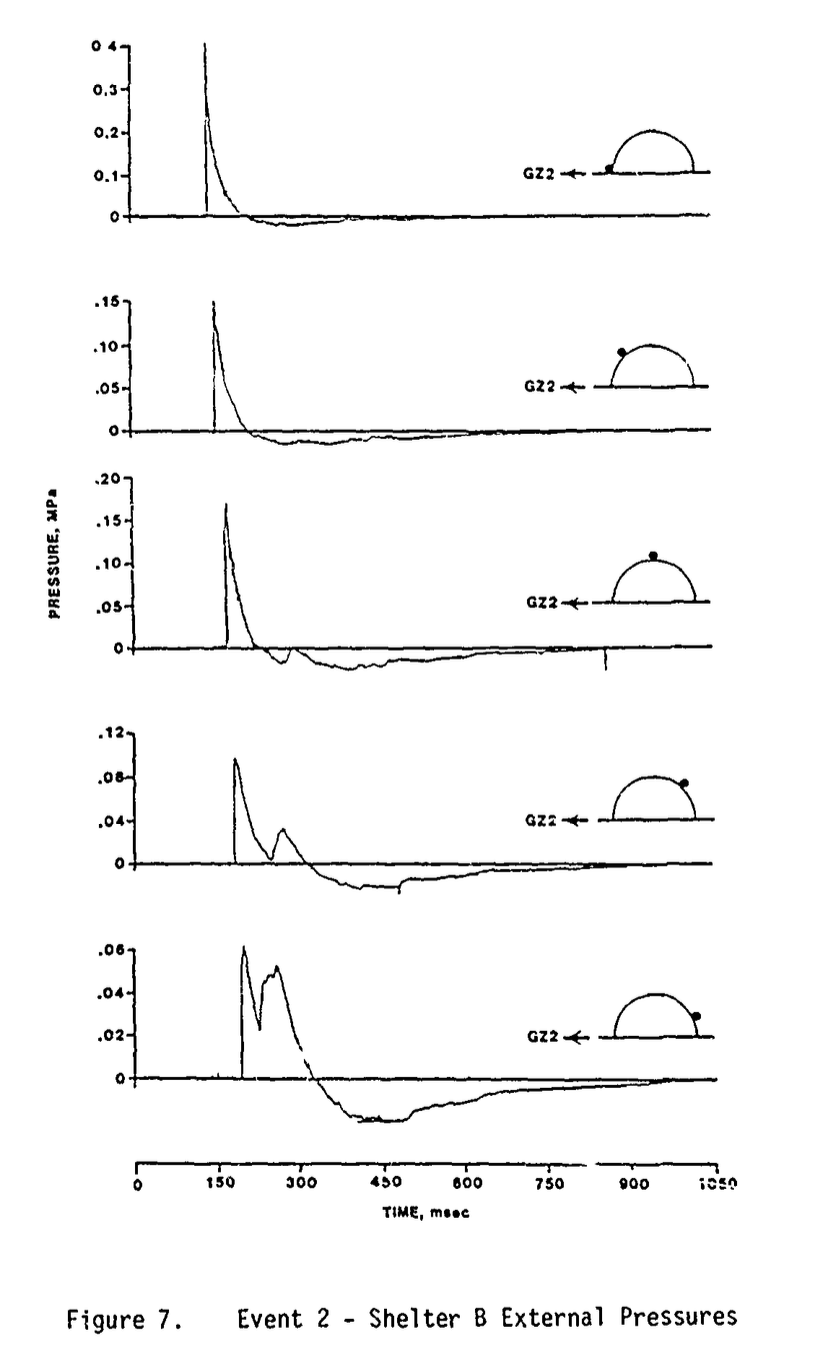 0 4
0.3
0.2
0.1
0
GZ2
.15
.10
.05
0
GZ2
PRESSURE, MPa
.20
.15
.10
.05
0
GZ2
.12
.08
.04
0
GZ2
.06
.04
.02
0
GZ2
0 150 300 450 600 750 900 1050
TIME, msec
Figure 7. Event 2 - Shelter B External Pressures